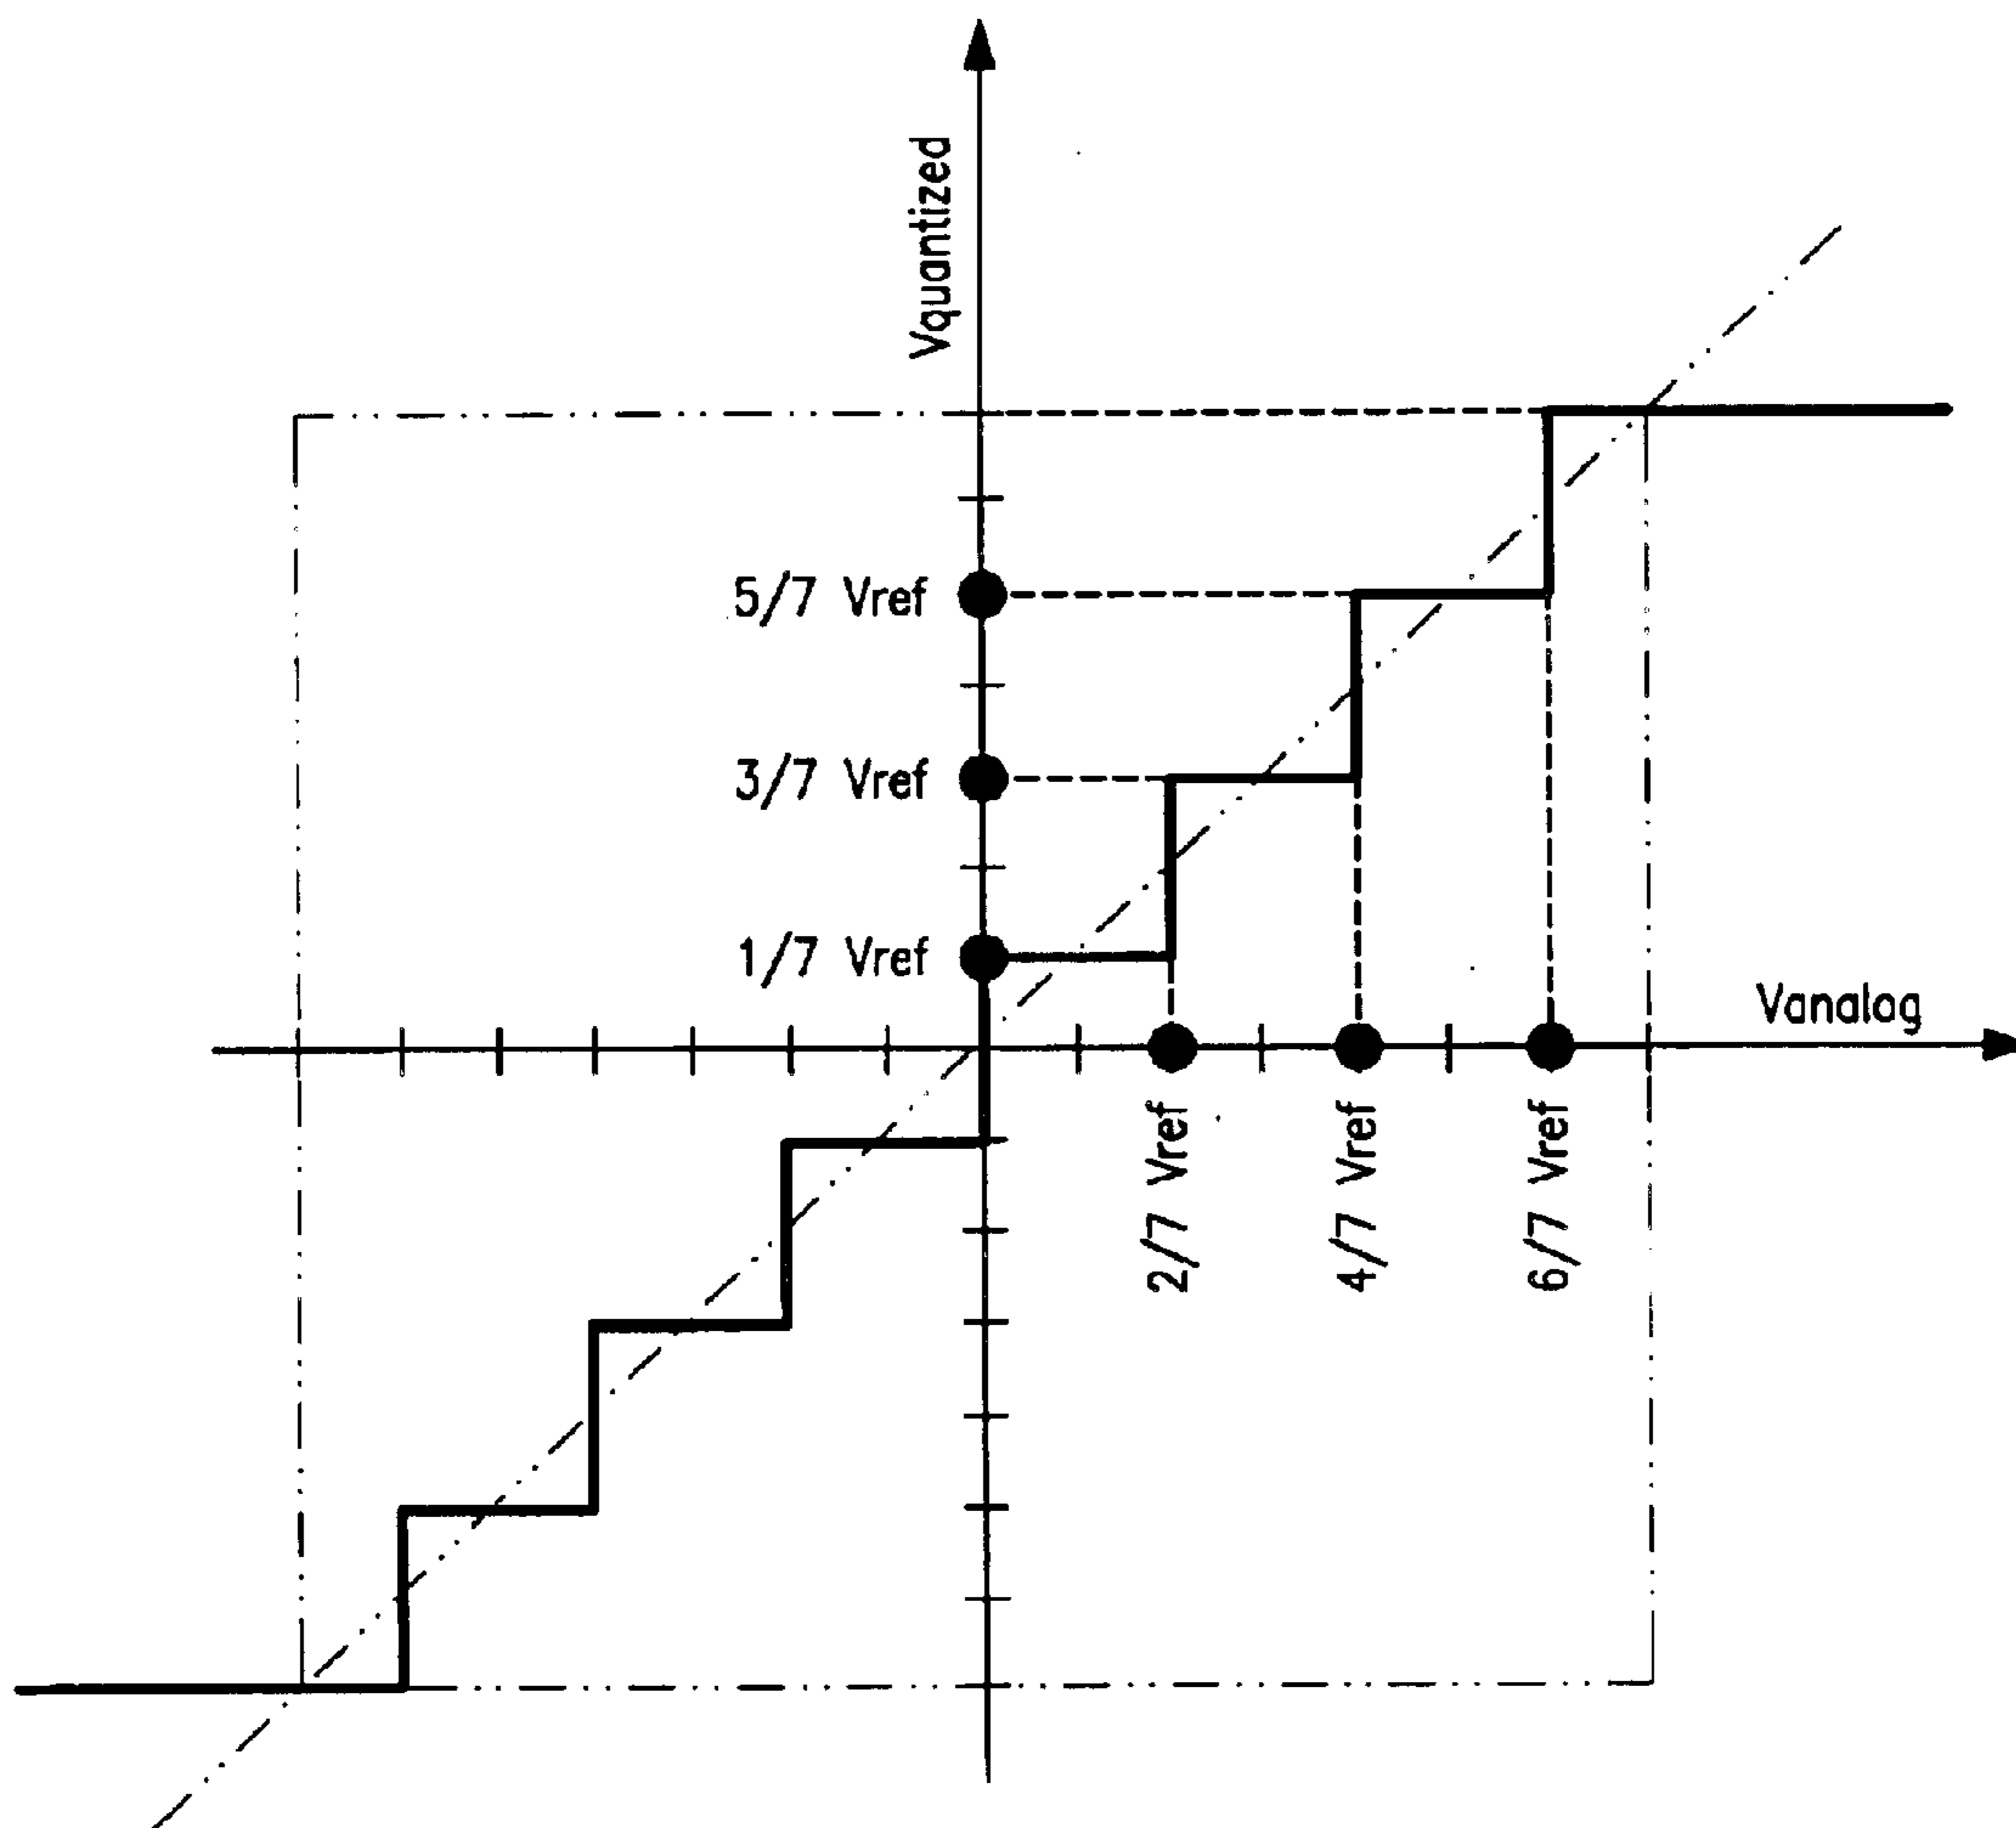 Vquantized
5/7 Vref
3/7 Vref
1/7 Vref
Vanalog
2/7 Vref
4/7 Vref
6/7 Vref